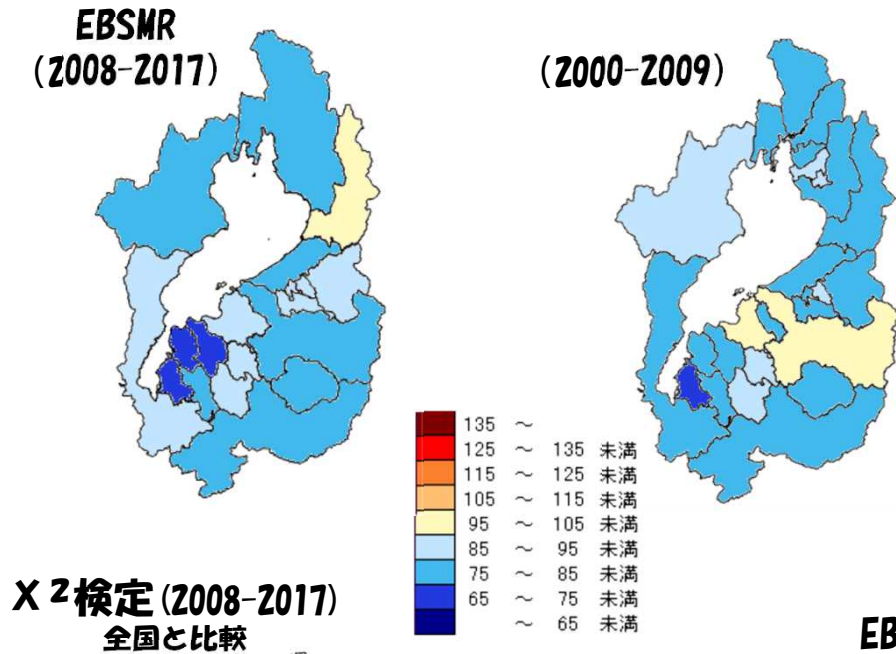 EBSMR
(2008-2017)
(2000-2009)
135 ～
125 ～ 135 未満
115 ～ 125 未満
105 ～ 115 未満
95 ～ 105 未満
85 ～ 95 未満
75 ～ 85 未満
65 ～ 75 未満
～ 65 未満
X²検定(2008-2017)
全国と比較
EB